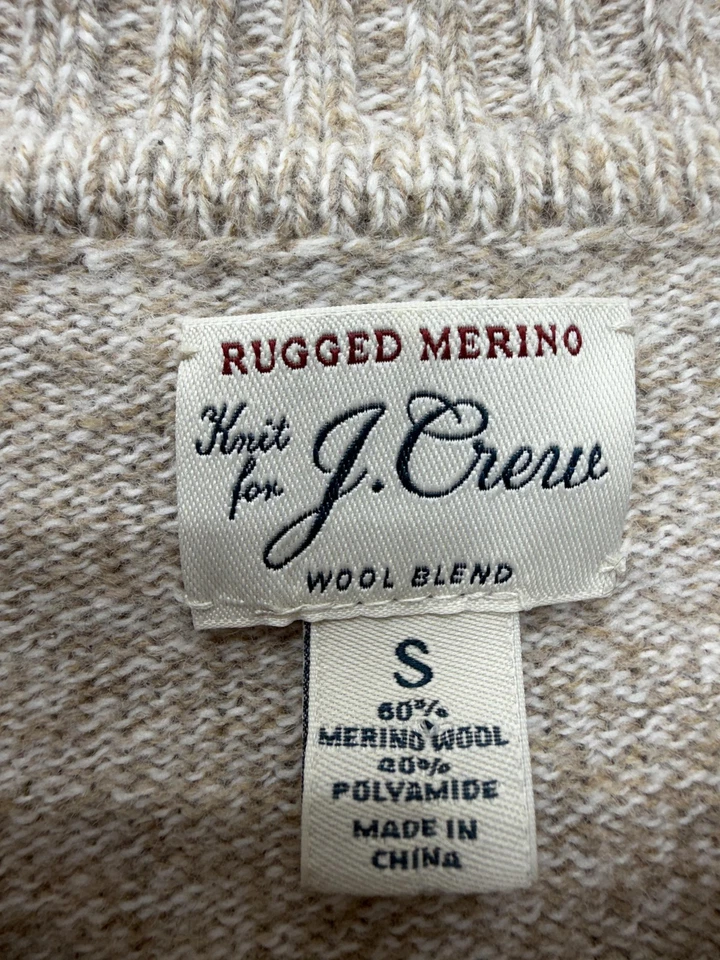 RUGGED MERINO
Knit
for J.Crew
WOOL BLEND
S
60%
MERINO WOOL
40%
POLYAMIDE
MADE IN
CHINA